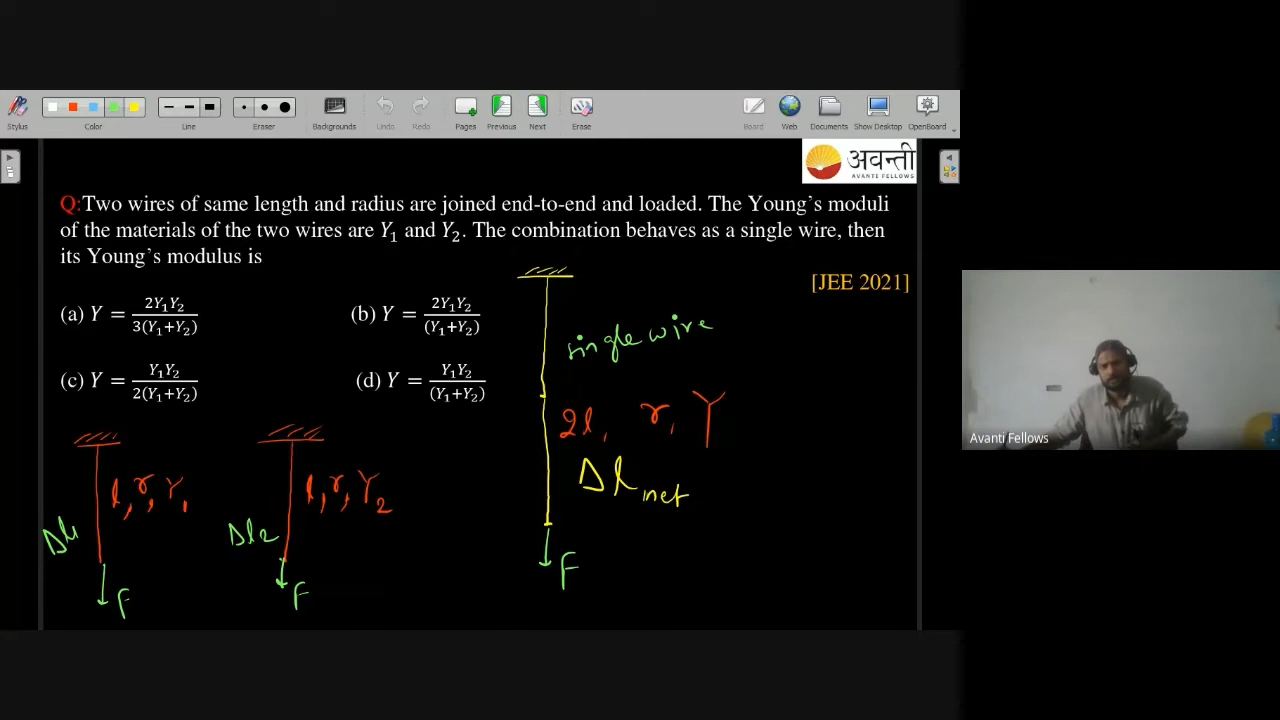 Stylus Color Line Eraser Backgrounds Undo Redo Pages Previous Next Erase Board Web Documents Show Desktop OpenBoard
अवन्ती
AVANTI FELLOWS
Q:Two wires of same length and radius are joined end-to-end and loaded. The Young's moduli
of the materials of the two wires are Y₁ and Y₂. The combination behaves as a single wire, then
its Young's modulus is
[JEE 2021]
(a) Y = 2Y₁Y₂/3(Y₁+Y₂) (b) Y = 2Y₁Y₂/(Y₁+Y₂)
(c) Y = Y₁Y₂/2(Y₁+Y₂) (d) Y = Y₁Y₂/(Y₁+Y₂)
single wire
2l, r, Y
Δl net
F
l, r, Y₁
Δl₁
F
l, r, Y₂
Δl2
F
Avanti Fellows